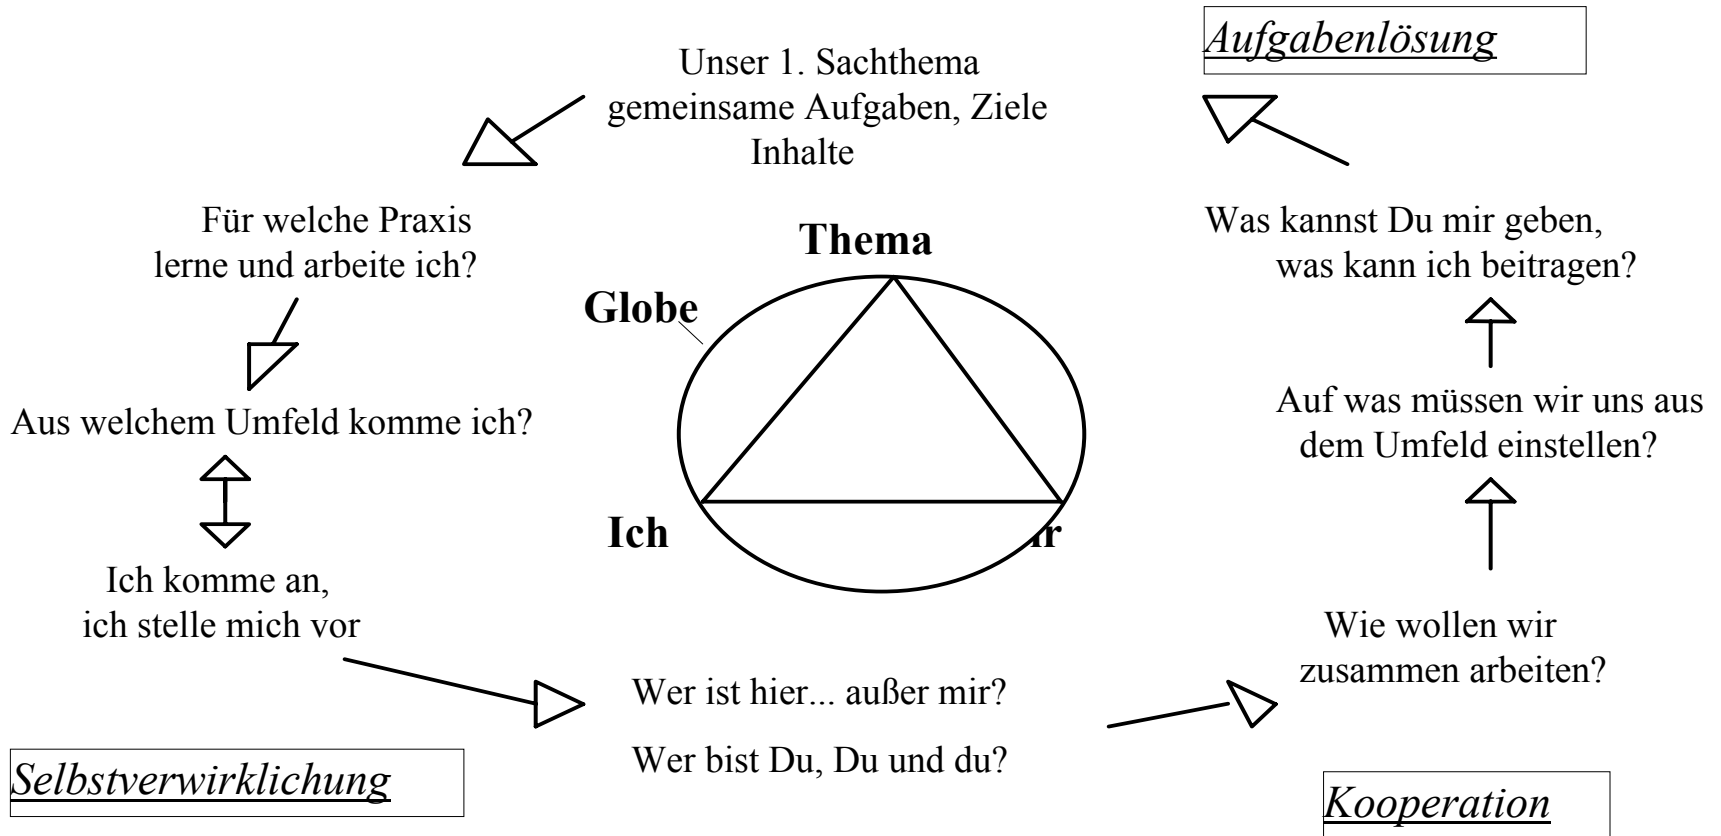 Aufgabenlösung
Unser 1. Sachthema
gemeinsame Aufgaben, Ziele
Inhalte
Für welche Praxis
lerne und arbeite ich?
Was kannst Du mir geben,
was kann ich beitragen?
Thema
Globe
Aus welchem Umfeld komme ich?
Auf was müssen wir uns aus
dem Umfeld einstellen?
Ich
Ich komme an,
ich stelle mich vor
Wie wollen wir
zusammen arbeiten?
Wer ist hier... außer mir?
Wer bist Du, Du und du?
Selbstverwirklichung
Kooperation